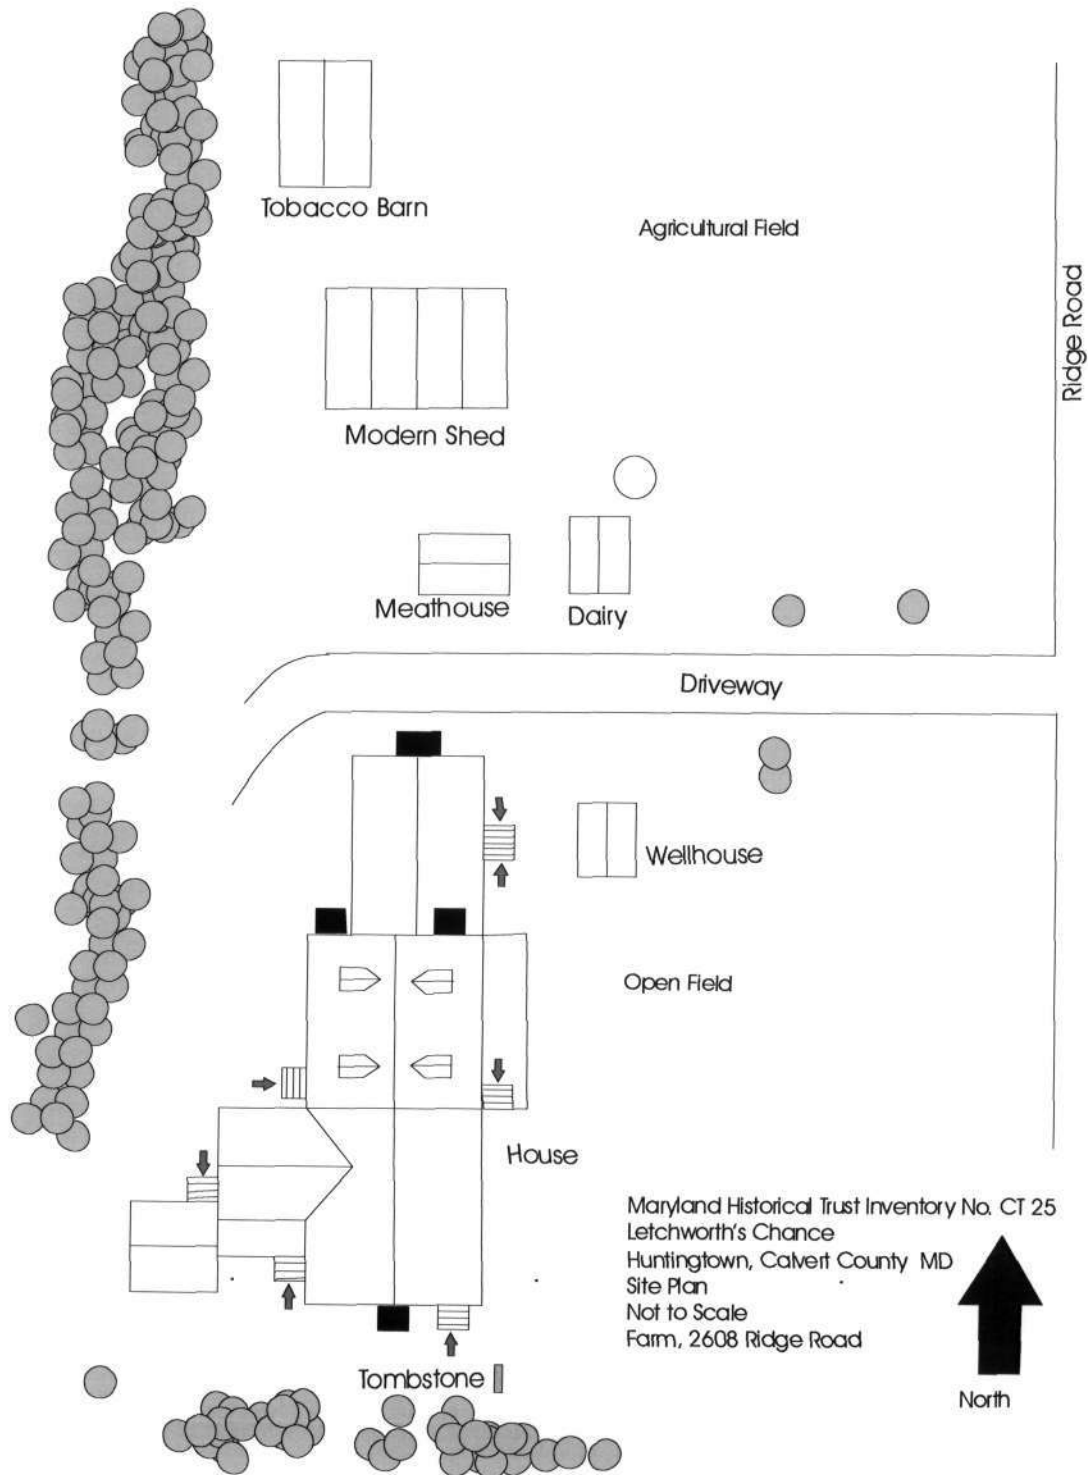 Tobacco Barn
Agricultural Field
Ridge Road
Modern Shed
Meathouse
Dairy
Driveway
Wellhouse
Open Field
House
Maryland Historical Trust Inventory No. CT 25
Letchworth's Chance
Huntingtown, Calvert County MD
Site Plan
Not to Scale
Farm, 2608 Ridge Road
North
Tombstone